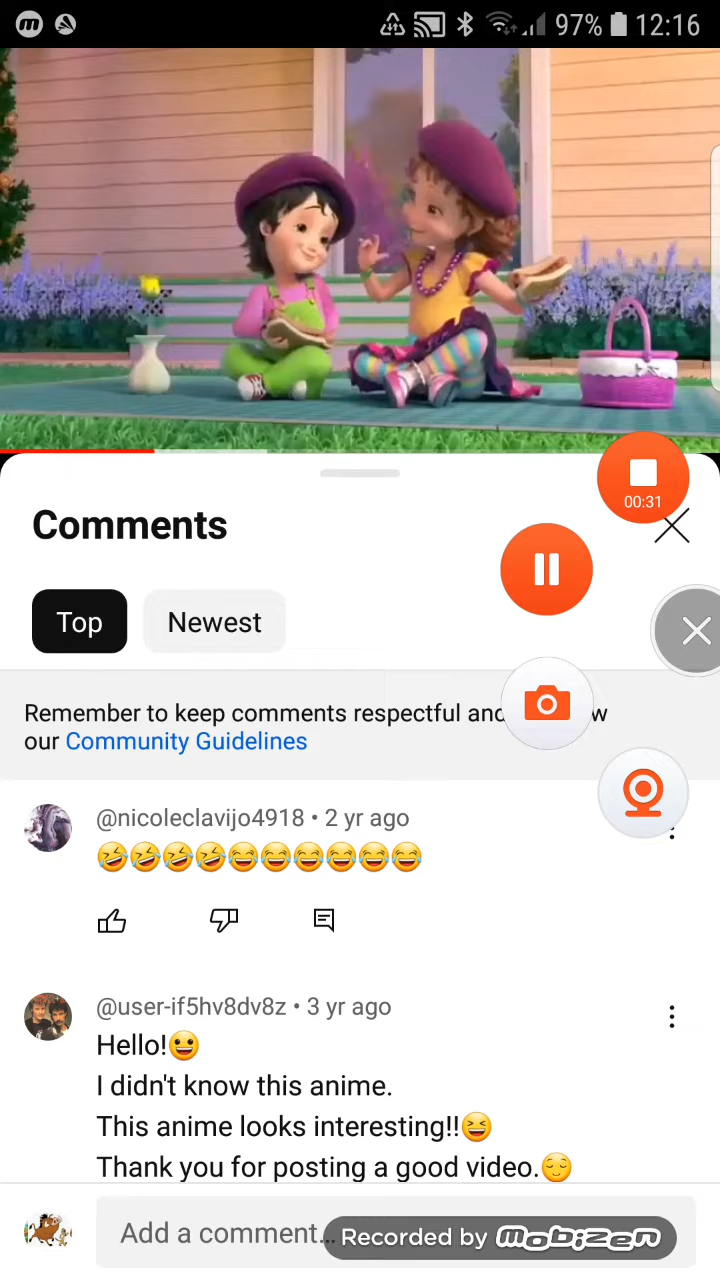 97% 12:16
00:31
Comments
Top
Newest
Remember to keep comments respectful and
our Community Guidelines
@nicoleclavijo4918 • 2 yr ago
🤣🤣🤣🤣😂😂😂😂😂😂
@user-if5hv8dv8z • 3 yr ago
Hello!😀
I didn't know this anime.
This anime looks interesting!!😆
Thank you for posting a good video.😌
Add a comment...
Recorded by mobizen